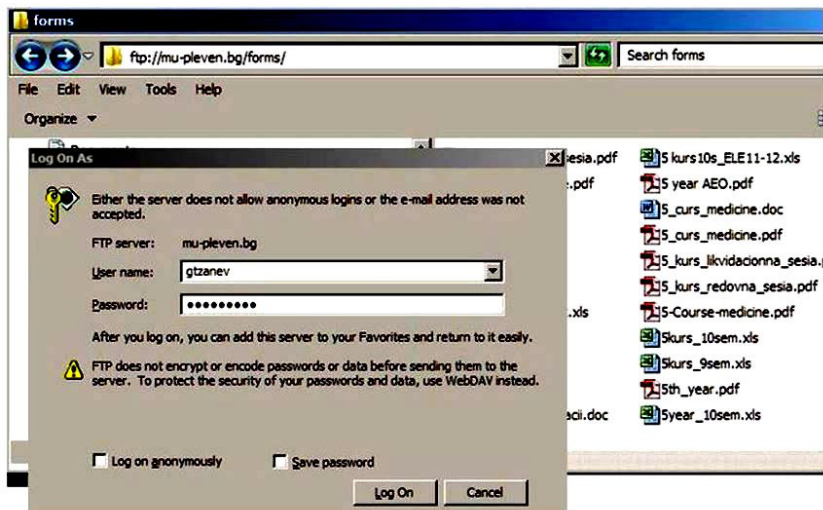 forms
ftp://mu-pleven.bg/forms/
Search forms
File Edit View Tools Help
Organize
Log On As
Either the server does not allow anonymous logins or the e-mail address was not
accepted.
FTP server: mu-pleven.bg
User name: gtzanev
Password: •••••••••
After you log on, you can add this server to your Favorites and return to it easily.
FTP does not encrypt or encode passwords or data before sending them to the
server. To protect the security of your passwords and data, use WebDAV instead.
Log on anonymously
Save password
Log On
Cancel
sesia.pdf
.pdf
.xls
acii.doc
5 kurs10s_ELE11-12.xls
5 year AEO.pdf
5_curs_medicine.doc
5_curs_medicine.pdf
5_kurs_likvidacionna_sesia.
5_kurs_redovna_sesia.pdf
5-Course-medicine.pdf
5kurs_10sem.xls
5kurs_9sem.xls
5th_year.pdf
5year_10sem.xls